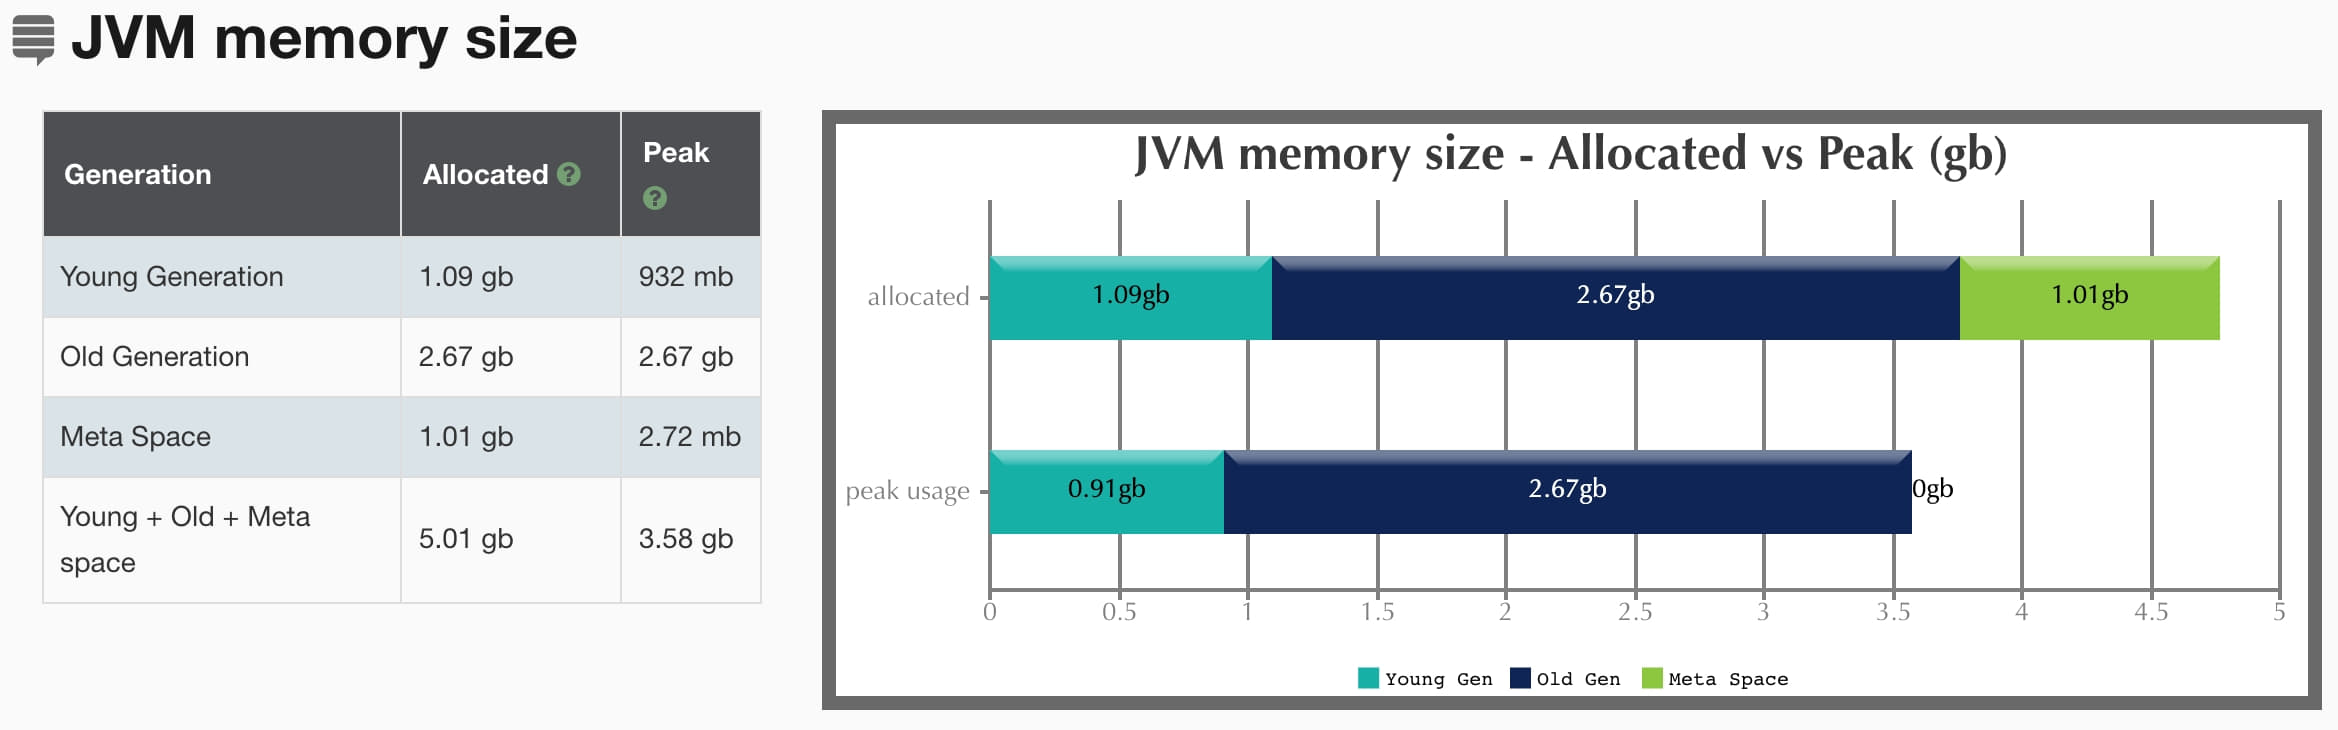 JVM memory size
Generation Allocated ? Peak ?
Young Generation 1.09 gb 932 mb
Old Generation 2.67 gb 2.67 gb
Meta Space 1.01 gb 2.72 mb
Young + Old + Meta
space 5.01 gb 3.58 gb
JVM memory size - Allocated vs Peak (gb)
allocated 1.09gb 2.67gb 1.01gb
peak usage 0.91gb 2.67gb 0gb
0 0.5 1 1.5 2 2.5 3 3.5 4 4.5 5
Young Gen Old Gen Meta Space